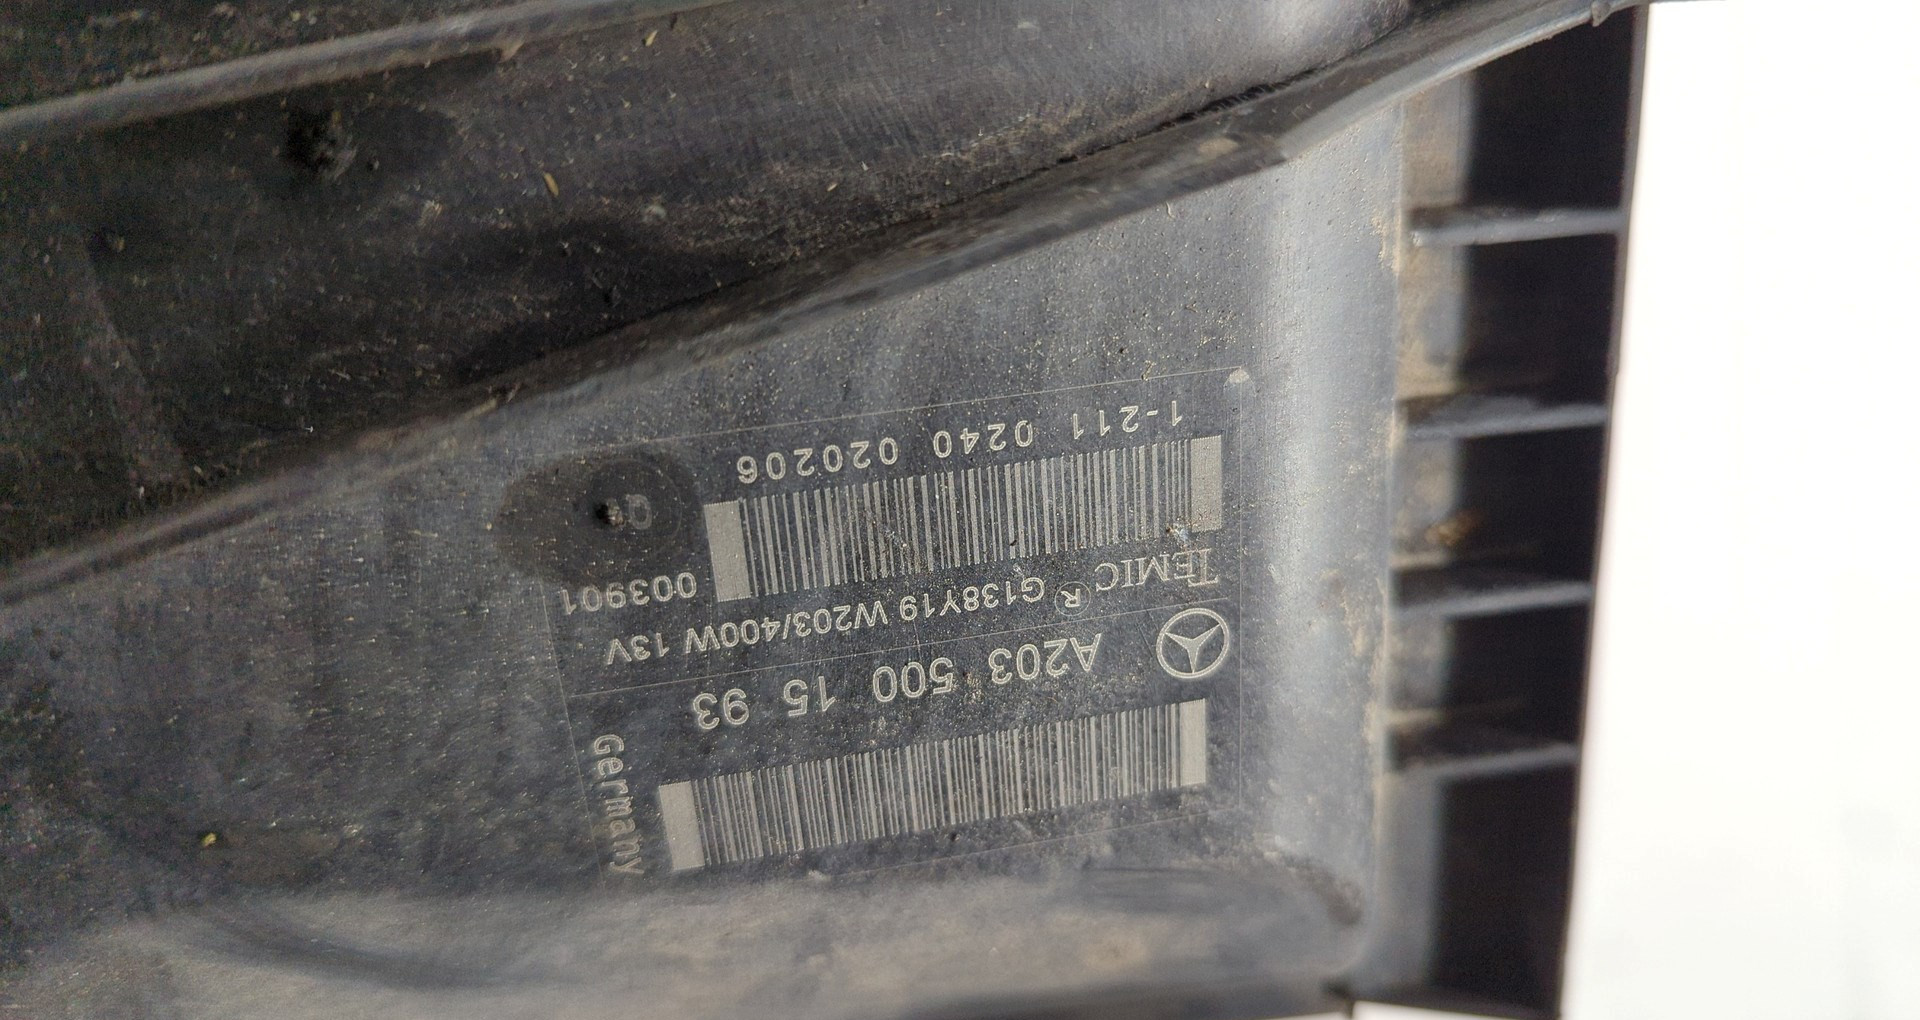 Germany
A203 500 15 93
TEMIC® G138Y19 W203/400W 13V
003901
1-211 0240 020206